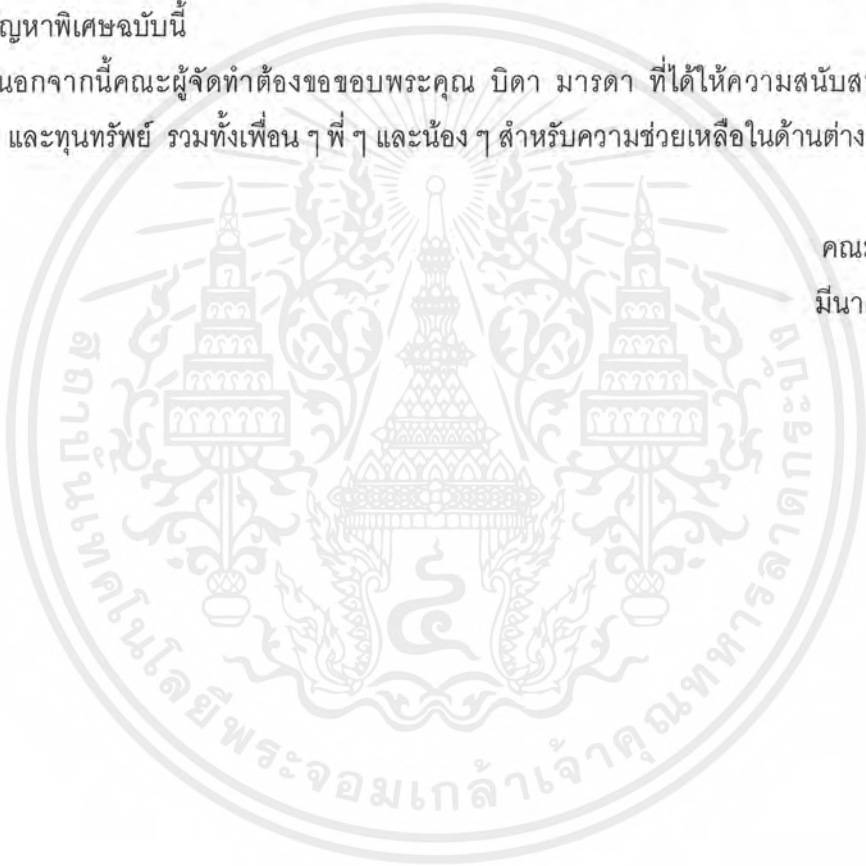 ญหาพิเศษฉบับนี้
นอกจากนี้คณะผู้จัดทำต้องขอขอบพระคุณ บิดา มารดา ที่ได้ให้ความสนับส
และทุนทรัพย์ รวมทั้งเพื่อน ๆ พี่ ๆ และน้อง ๆ สำหรับความช่วยเหลือในด้านต่าง
คณ
มีนา
สถาบันเทคโนโลยีพระจอมเกล้าเจ้าคุณทหารลาดกระบัง